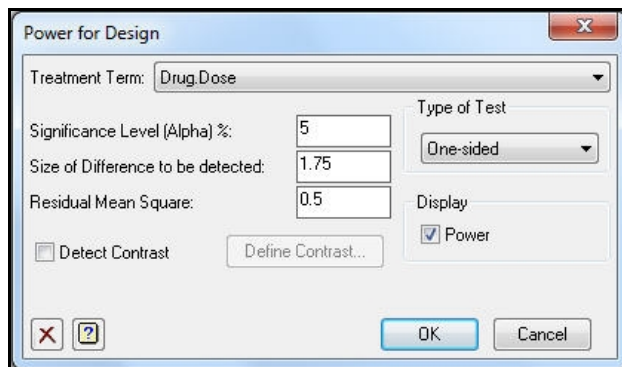 Power for Design
Treatment Term: Drug.Dose
Type of Test
Significance Level (Alpha) %: 5
One-sided
Size of Difference to be detected: 1.75
Residual Mean Square: 0.5
Display
Power
Detect Contrast
Define Contrast...
OK
Cancel